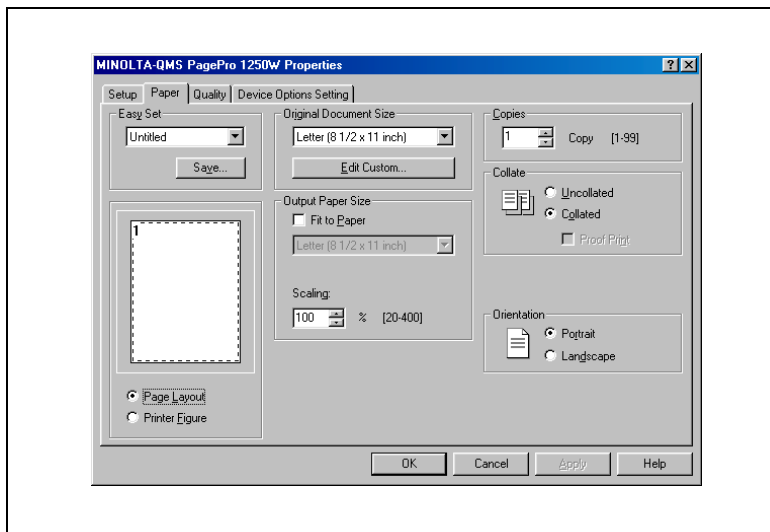 MINOLTA-QMS PagePro 1250W Properties
Setup Paper Quality Device Options Setting
Easy Set
Untitled
Save...
1
Page Layout
Printer Figure
Original Document Size
Letter (8 1/2 x 11 inch)
Edit Custom...
Output Paper Size
Fit to Paper
Letter (8 1/2 x 11 inch)
Scaling:
100 % [20-400]
Copies
1 Copy [1-99]
Collate
Uncollated
Collated
Proof Print
Orientation
Portrait
Landscape
OK Cancel Apply Help